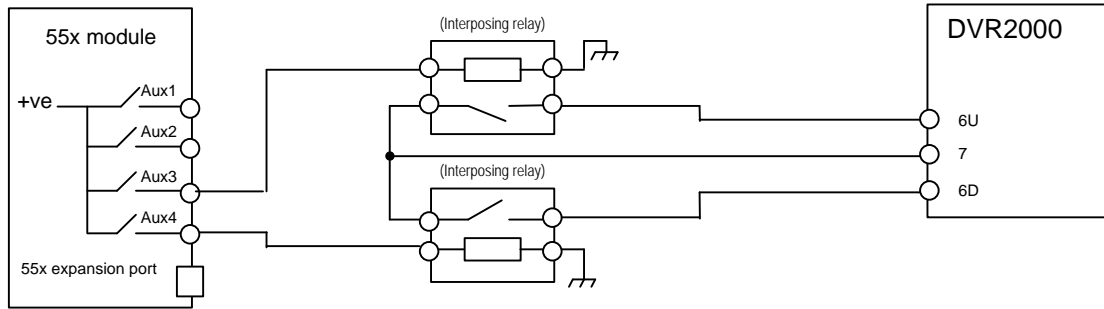 55x module
+ve
Aux1
Aux2
Aux3
Aux4
55x expansion port
(Interposing relay)
(Interposing relay)
DVR2000
6U
7
6D